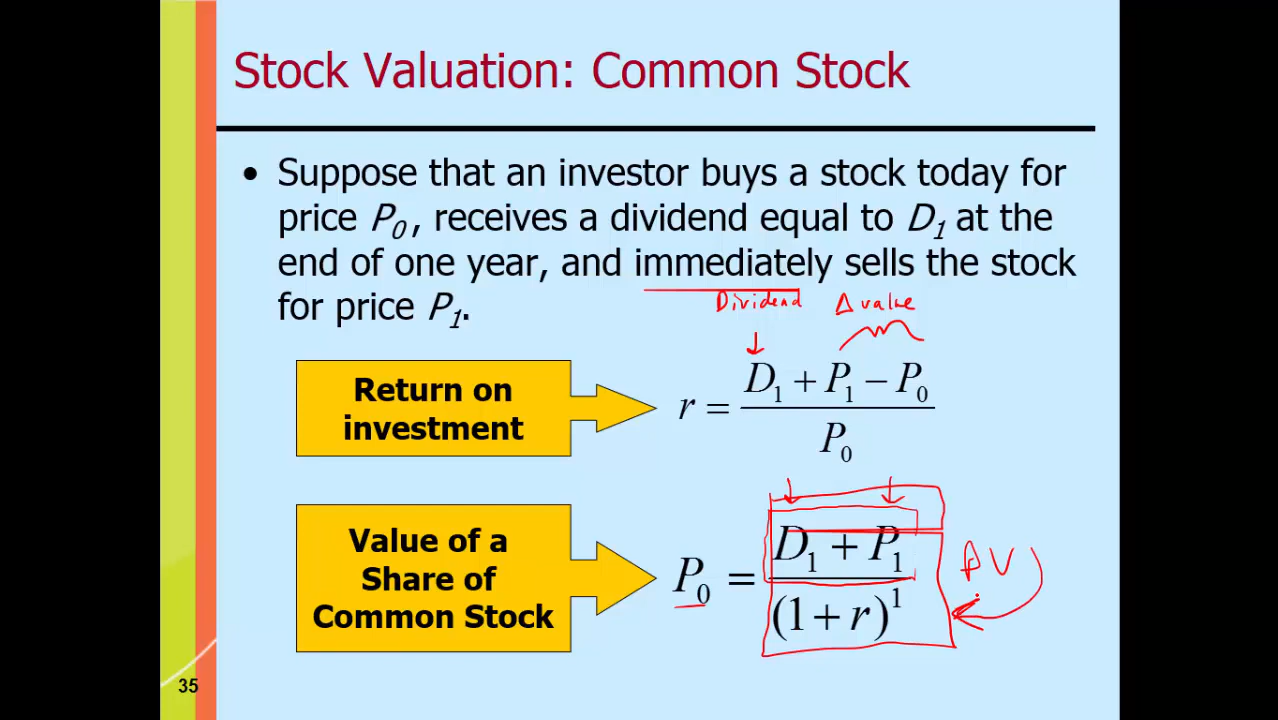 Stock Valuation: Common Stock
• Suppose that an investor buys a stock today for
price P₀, receives a dividend equal to D₁ at the
end of one year, and immediately sells the stock
for price P₁.
Dividend Δ value
Return on
investment
r = (D₁ + P₁ − P₀) / P₀
Value of a
Share of
Common Stock
P₀ = (D₁ + P₁) / (1 + r)¹
PV
35